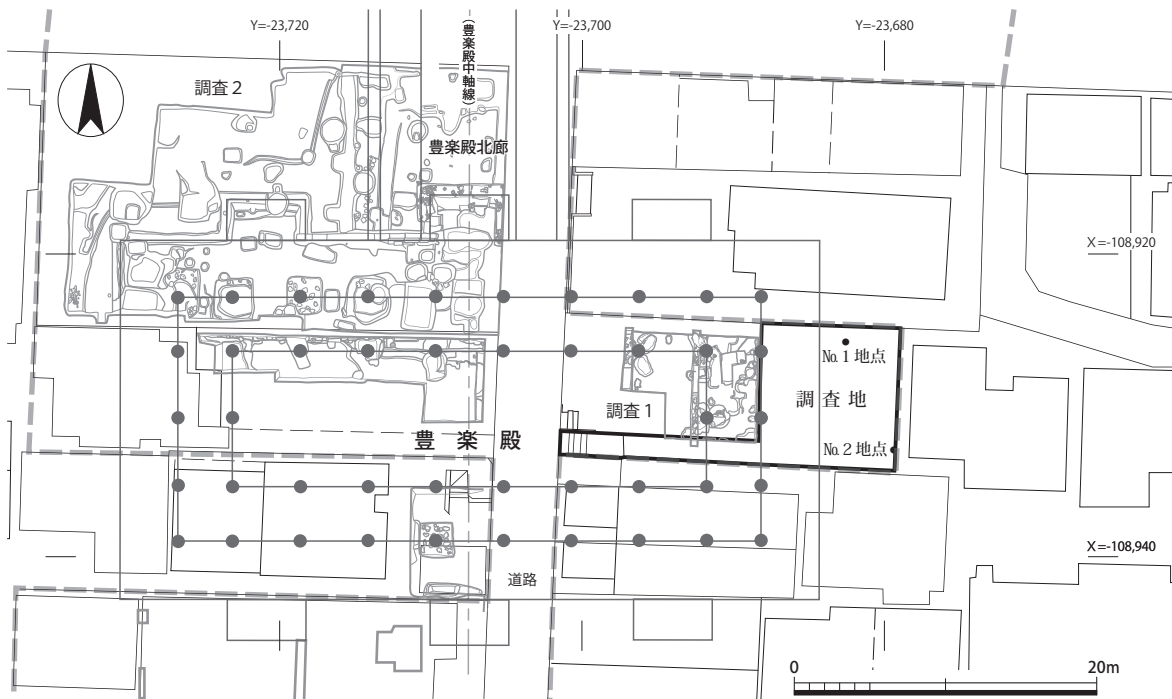 Y=-23,720
Y=-23,700
Y=-23,680
（豊楽殿中軸線）
調査2
豊楽殿北廊
X=-108,920
No. 1 地点
調査1
調 査 地
豊 楽 殿
No. 2 地点
X=-108,940
道路
0
20m